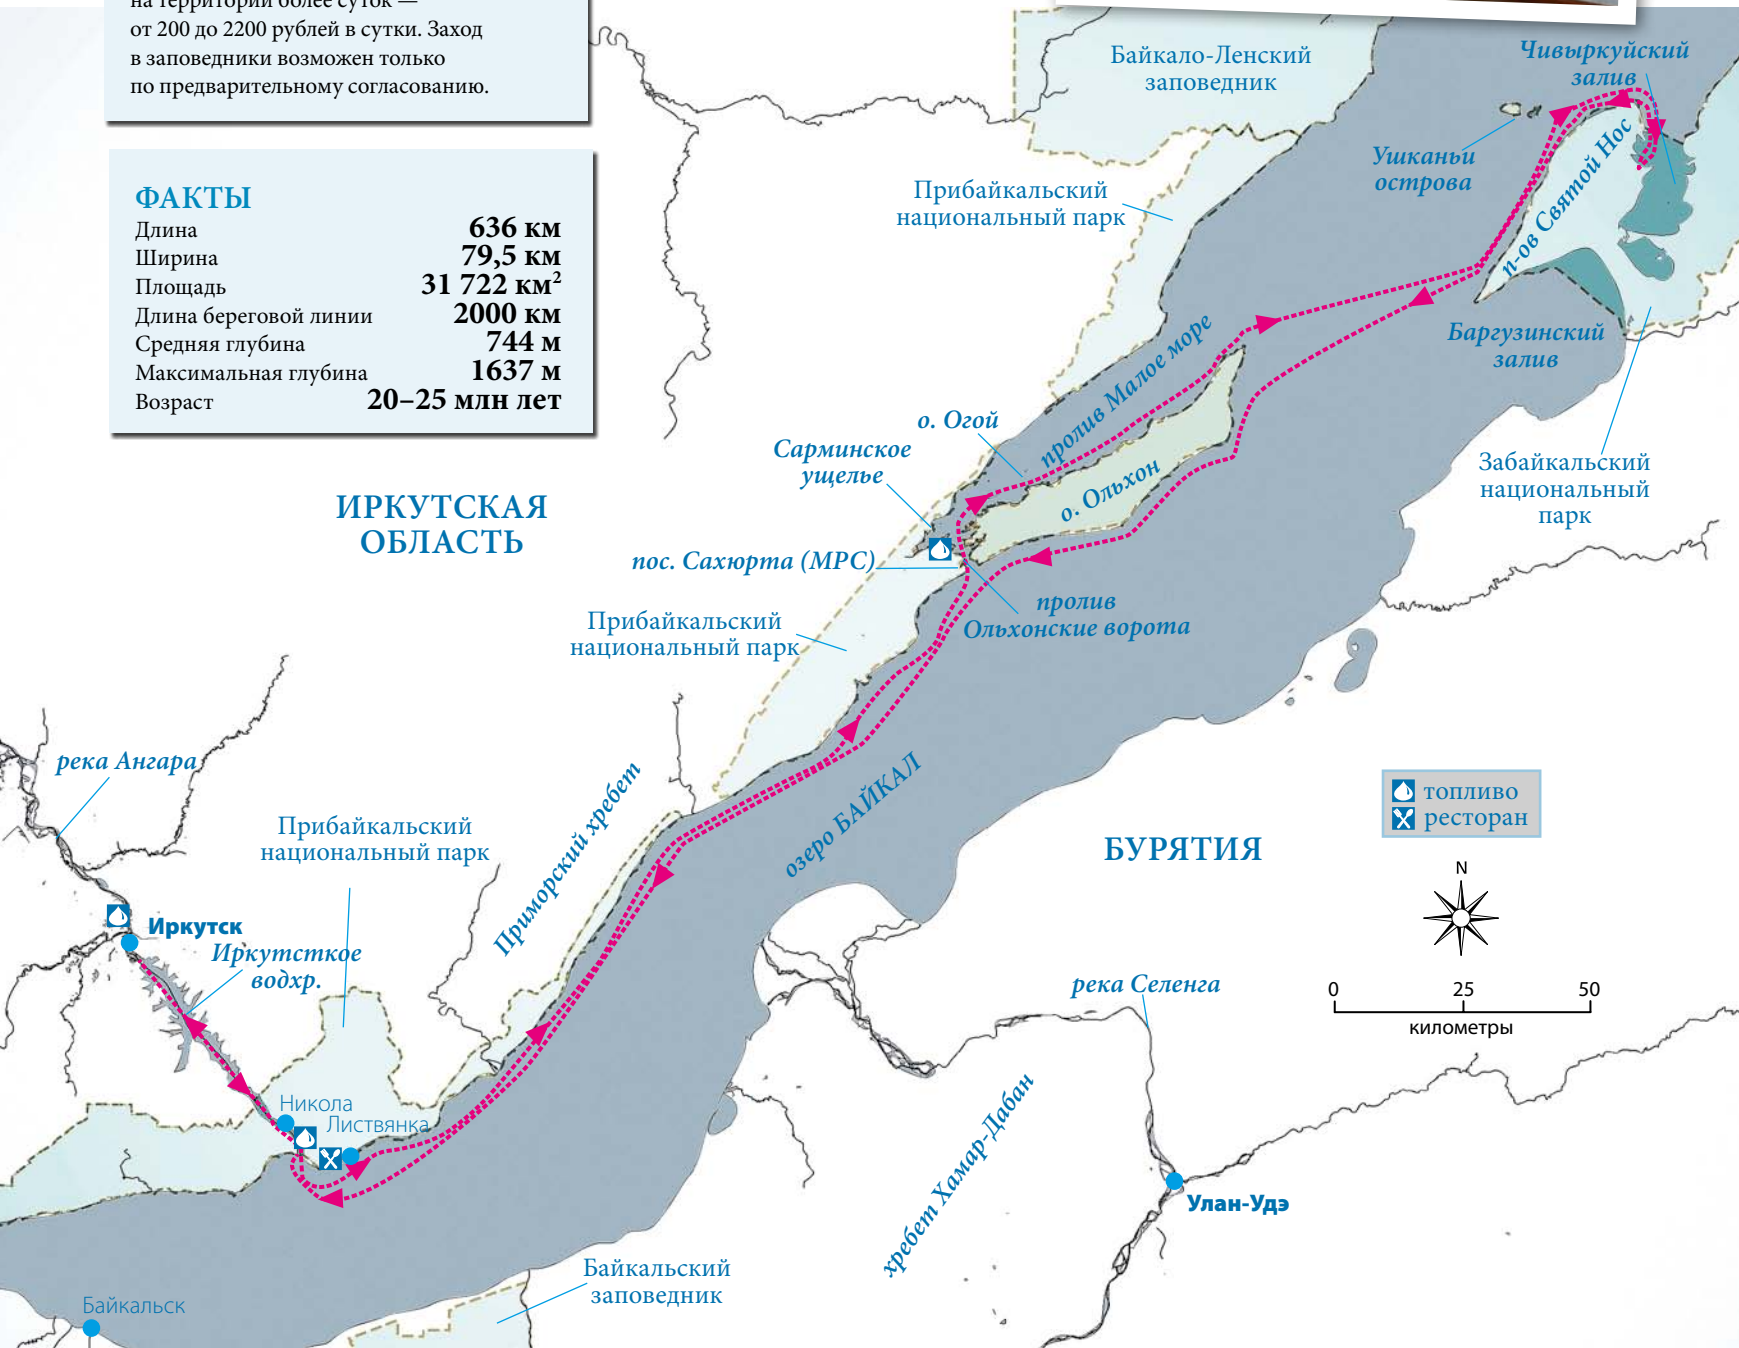 на территории более суток —
от 200 до 2200 рублей в сутки. Заход
в заповедники возможен только
по предварительному согласованию.
ФАКТЫ
Длина 636 км
Ширина 79,5 км
Площадь 31 722 км²
Длина береговой линии 2000 км
Средняя глубина 744 м
Максимальная глубина 1637 м
Возраст 20–25 млн лет
Байкало-Ленский
заповедник
Чивыркуйский
залив
Ушканьи
острова
п-ов Святой Нос
Прибайкальский
национальный парк
Баргузинский
залив
пролив Малое море
о. Огой
Сарминское
ущелье
о. Ольхон
Забайкальский
национальный
парк
ИРКУТСКАЯ
ОБЛАСТЬ
пос. Сахюрта (МРС)
пролив
Ольхонские ворота
Прибайкальский
национальный парк
река Ангара
Приморский хребет
озеро БАЙКАЛ
Прибайкальский
национальный парк
БУРЯТИЯ
топливо
ресторан
N
0 25 50
километры
Иркутск
Иркутсткое
водхр.
река Селенга
Никола
Листвянка
хребет Хамар-Дабан
Улан-Удэ
Байкальский
заповедник
Байкальск